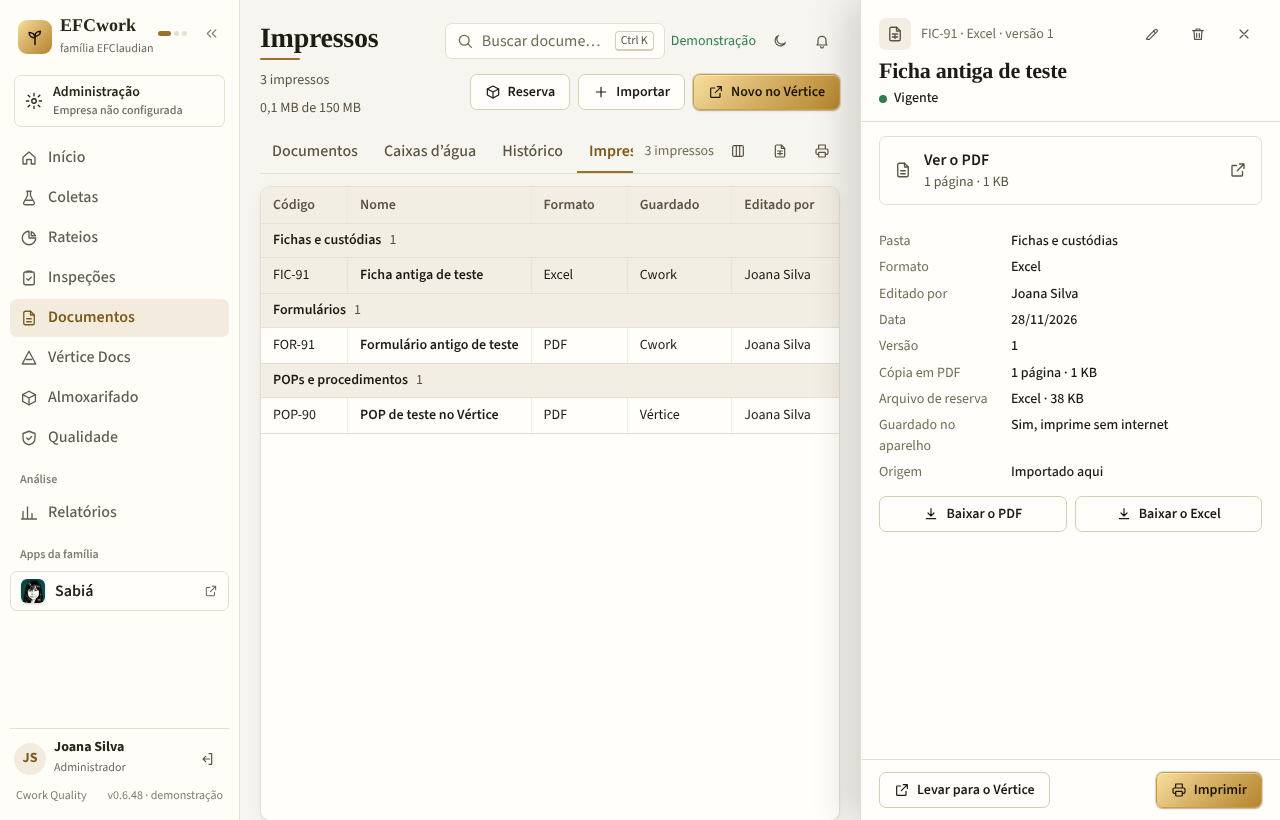 EFCwork
família EFClaudian
Administração
Empresa não configurada
Início
Coletas
Rateios
Inspeções
Documentos
Vértice Docs
Almoxarifado
Qualidade
Análise
Relatórios
Apps da família
Sabiá
JS
Joana Silva
Administrador
Cwork Quality v0.6.48 · demonstração
Impressos
Buscar docume… Ctrl K
Demonstração
3 impressos
0,1 MB de 150 MB
Reserva
Importar
Novo no Vértice
Documentos Caixas d’água Histórico Impres 3 impressos
Código Nome Formato Guardado Editado por
Fichas e custódias 1
FIC-91 Ficha antiga de teste Excel Cwork Joana Silva
Formulários 1
FOR-91 Formulário antigo de teste PDF Cwork Joana Silva
POPs e procedimentos 1
POP-90 POP de teste no Vértice PDF Vértice Joana Silva
FIC-91 · Excel · versão 1
Ficha antiga de teste
Vigente
Ver o PDF
1 página · 1 KB
Pasta Fichas e custódias
Formato Excel
Editado por Joana Silva
Data 28/11/2026
Versão 1
Cópia em PDF 1 página · 1 KB
Arquivo de reserva Excel · 38 KB
Guardado no aparelho Sim, imprime sem internet
Origem Importado aqui
Baixar o PDF
Baixar o Excel
Levar para o Vértice
Imprimir